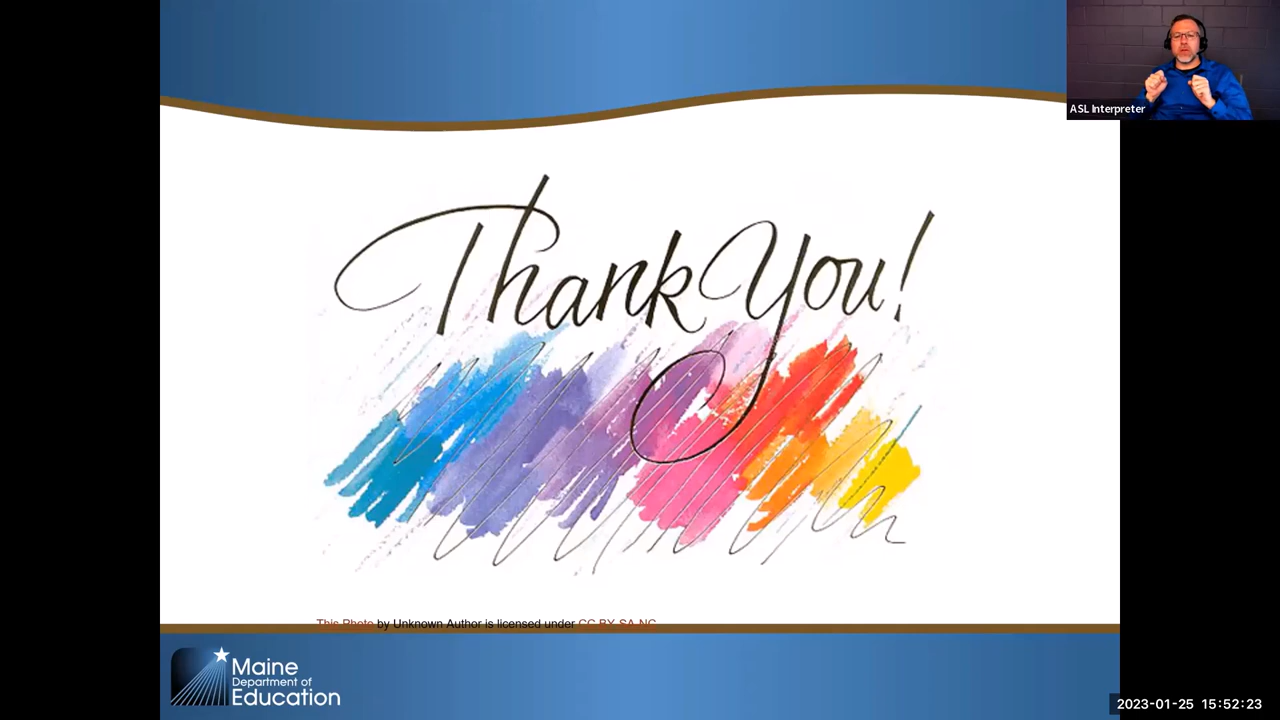 ASL Interpreter
Thank You!
This Photo by Unknown Author is licensed under CC BY-SA-NC
Maine
Department of
Education
2023-01-25 15:52:23